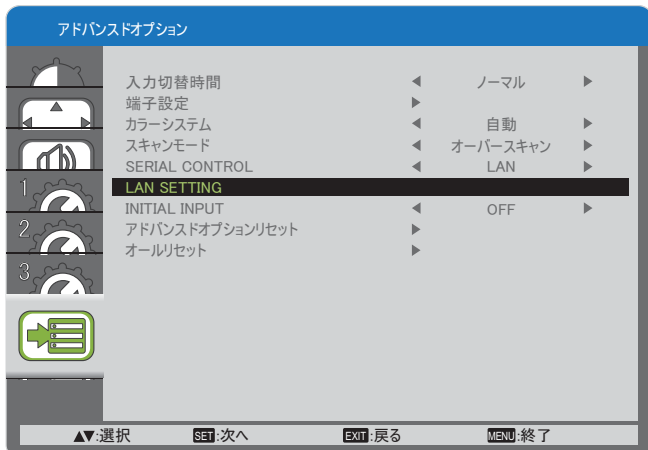 アドバンスドオプション
入力切替時間 ◀ ノーマル ▶
端子設定 ▶
カラーシステム ◀ 自動 ▶
スキャンモード ◀ オーバースキャン ▶
SERIAL CONTROL ◀ LAN ▶
LAN SETTING
INITIAL INPUT ◀ OFF ▶
アドバンスドオプションリセット ▶
オールリセット ▶
1
2
3
▲▼:選択 SET:次へ EXIT:戻る MENU:終了